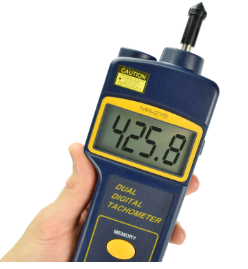 CAUTION
425.8
DUAL
DIGITAL
TACHOMETER
MEMORY